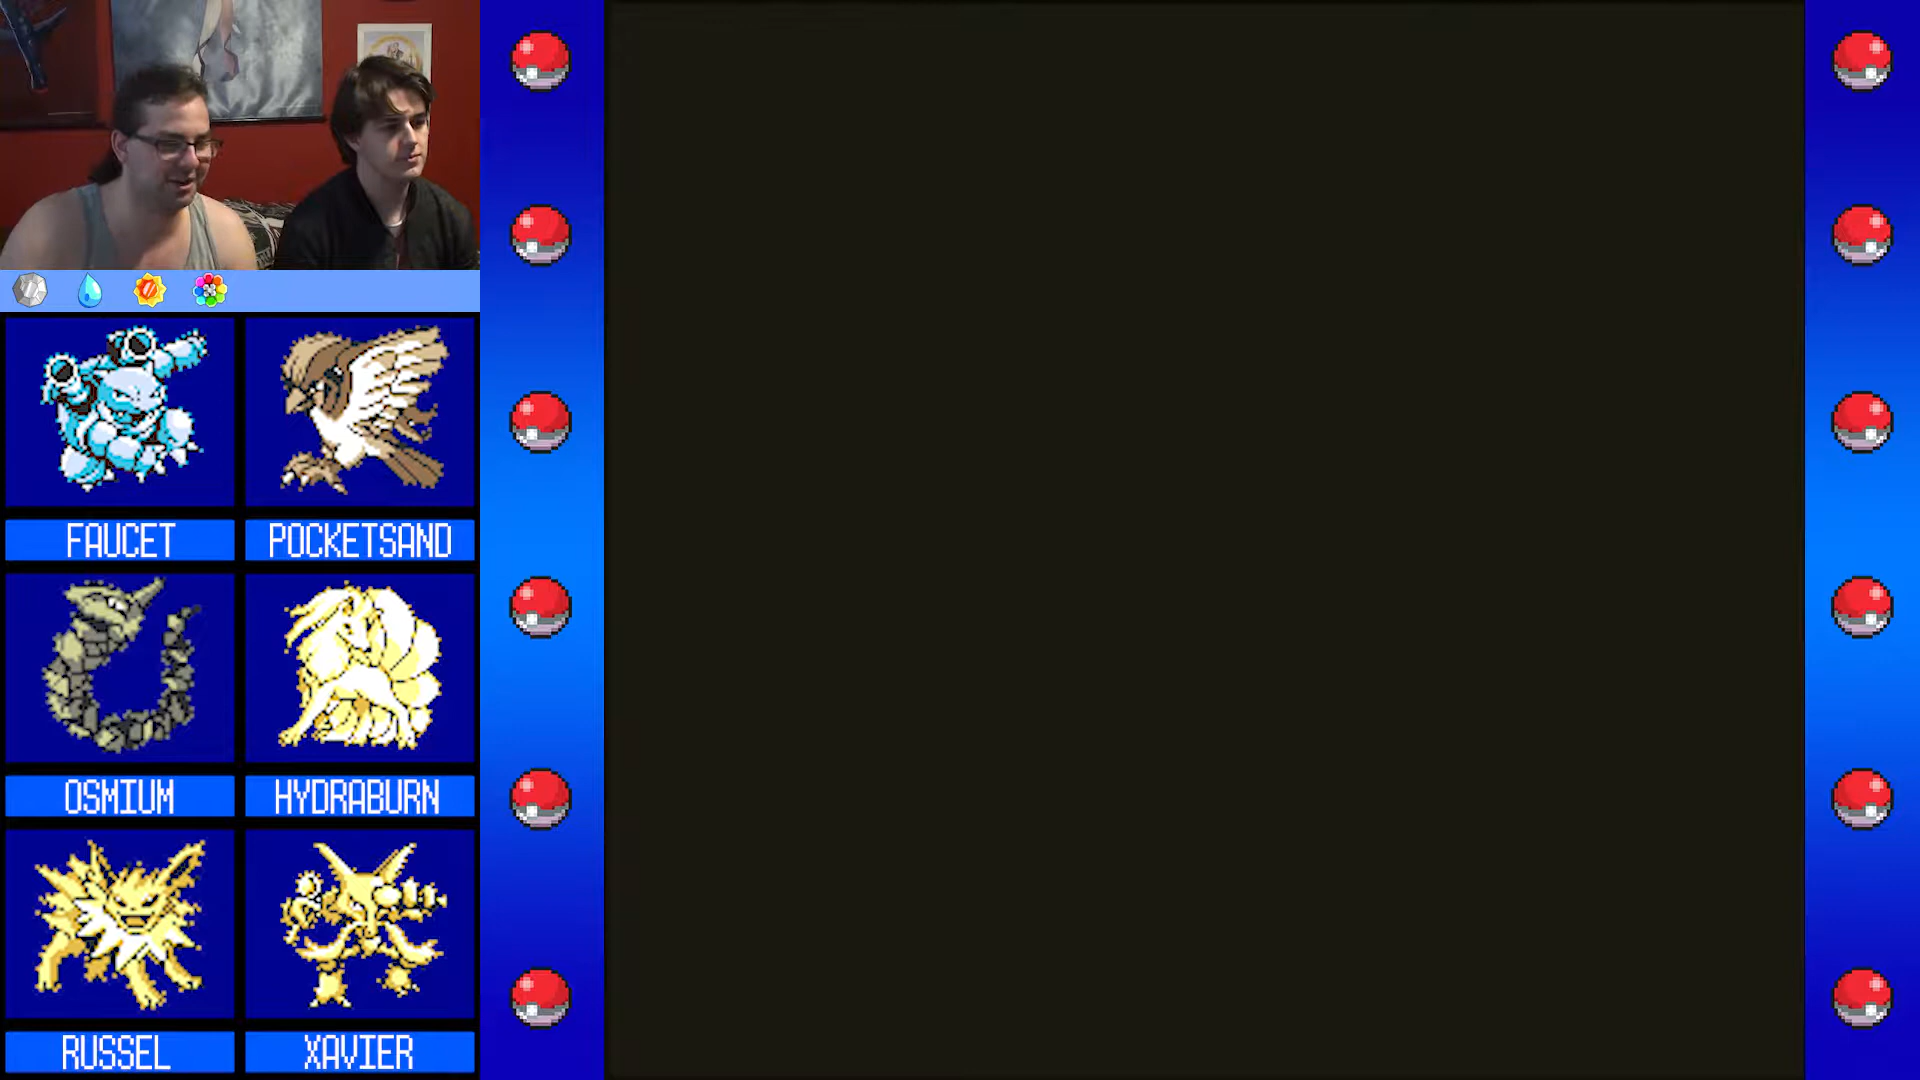 FAUCET
POCKETSAND
OSMIUM
HYDRABURN
RUSSEL
XAVIER